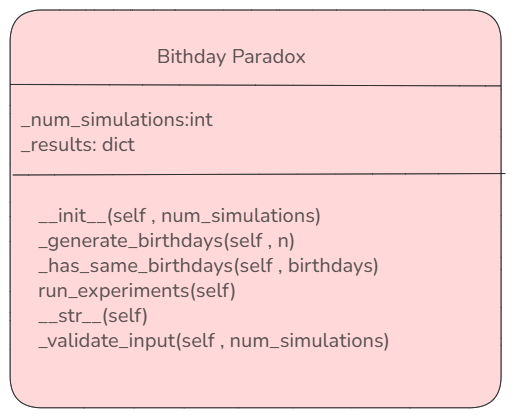 Bithday Paradox
_num_simulations:int
_results: dict
__init__(self , num_simulations)
_generate_birthdays(self , n)
_has_same_birthdays(self , birthdays)
run_experiments(self)
__str__(self)
_validate_input(self , num_simulations)